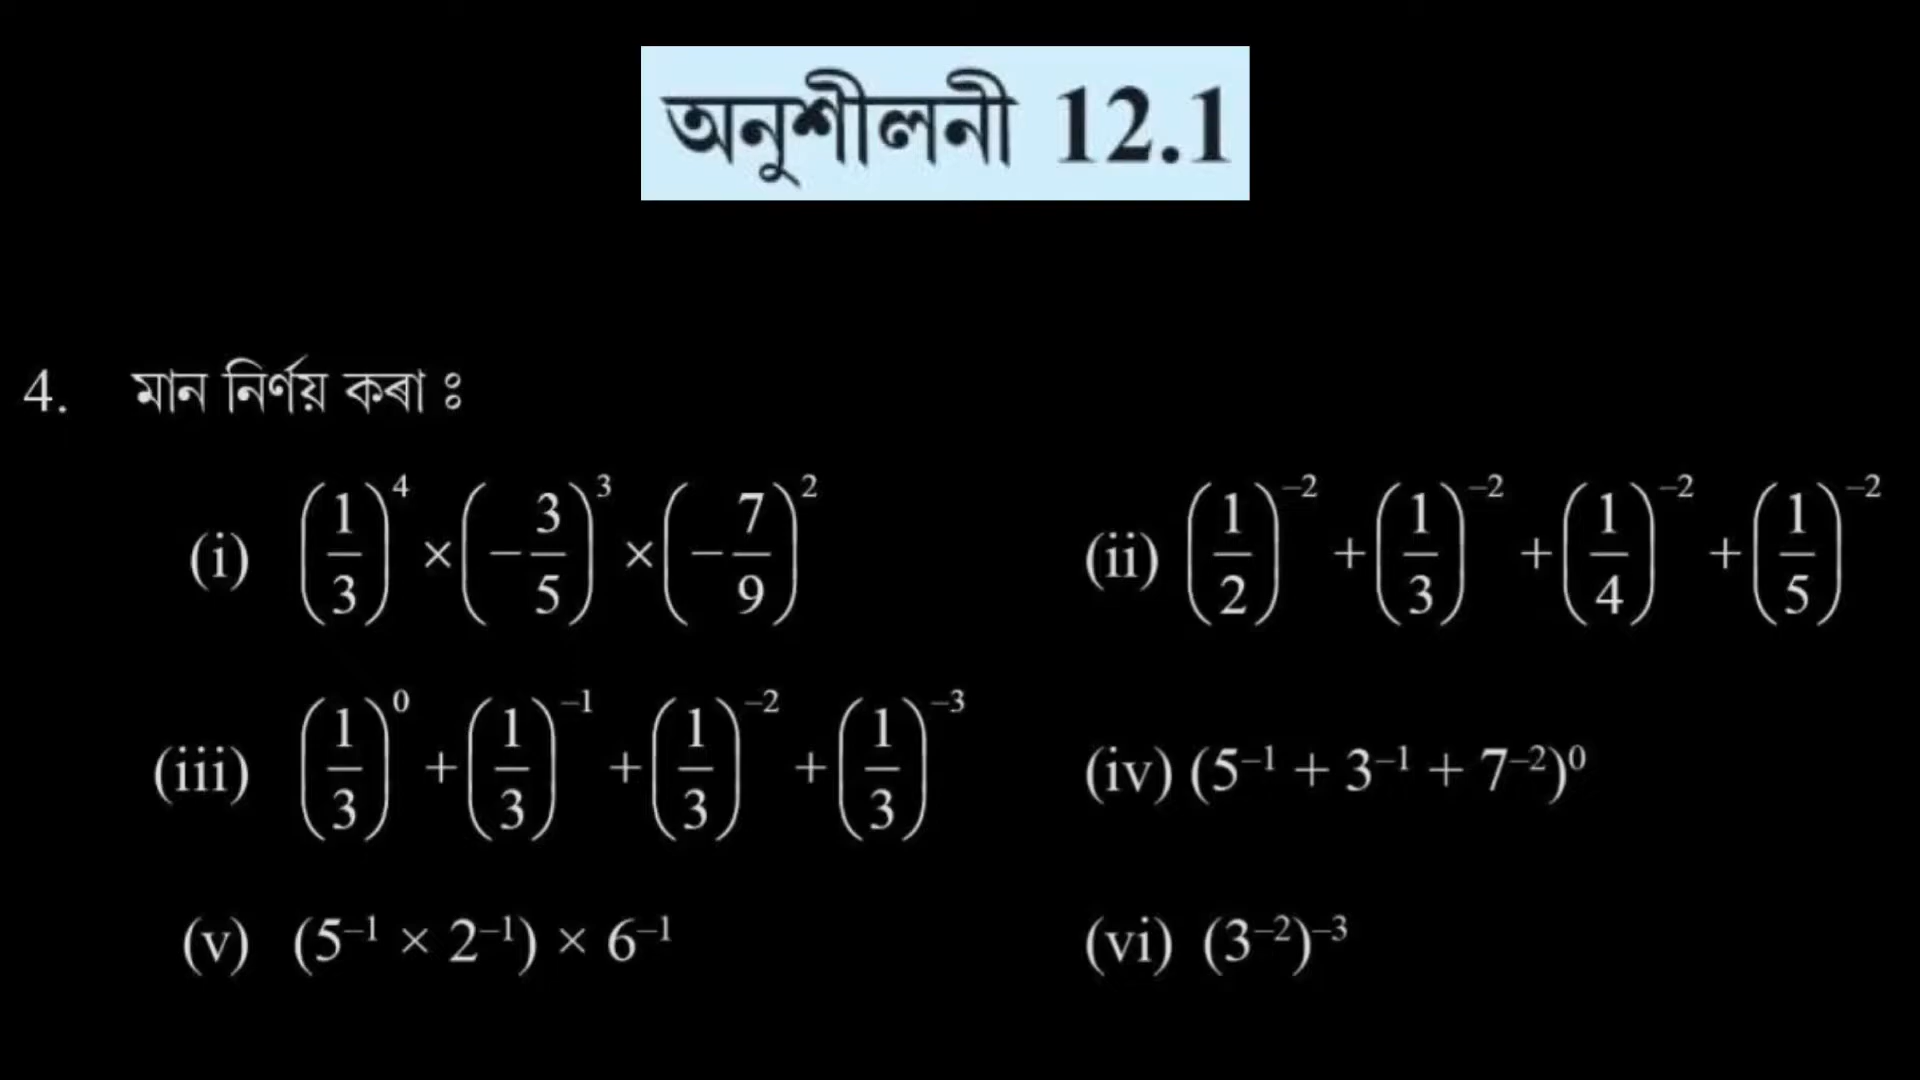 অনুশীলনী 12.1
4. মান নিৰ্ণয় কৰা ঃ
(i) (1/3)⁴ × (−3/5)³ × (−7/9)² (ii) (1/2)⁻² + (1/3)⁻² + (1/4)⁻² + (1/5)⁻²
(iii) (1/3)⁰ + (1/3)⁻¹ + (1/3)⁻² + (1/3)⁻³ (iv) (5⁻¹ + 3⁻¹ + 7⁻²)⁰
(v) (5⁻¹ × 2⁻¹) × 6⁻¹ (vi) (3⁻²)⁻³